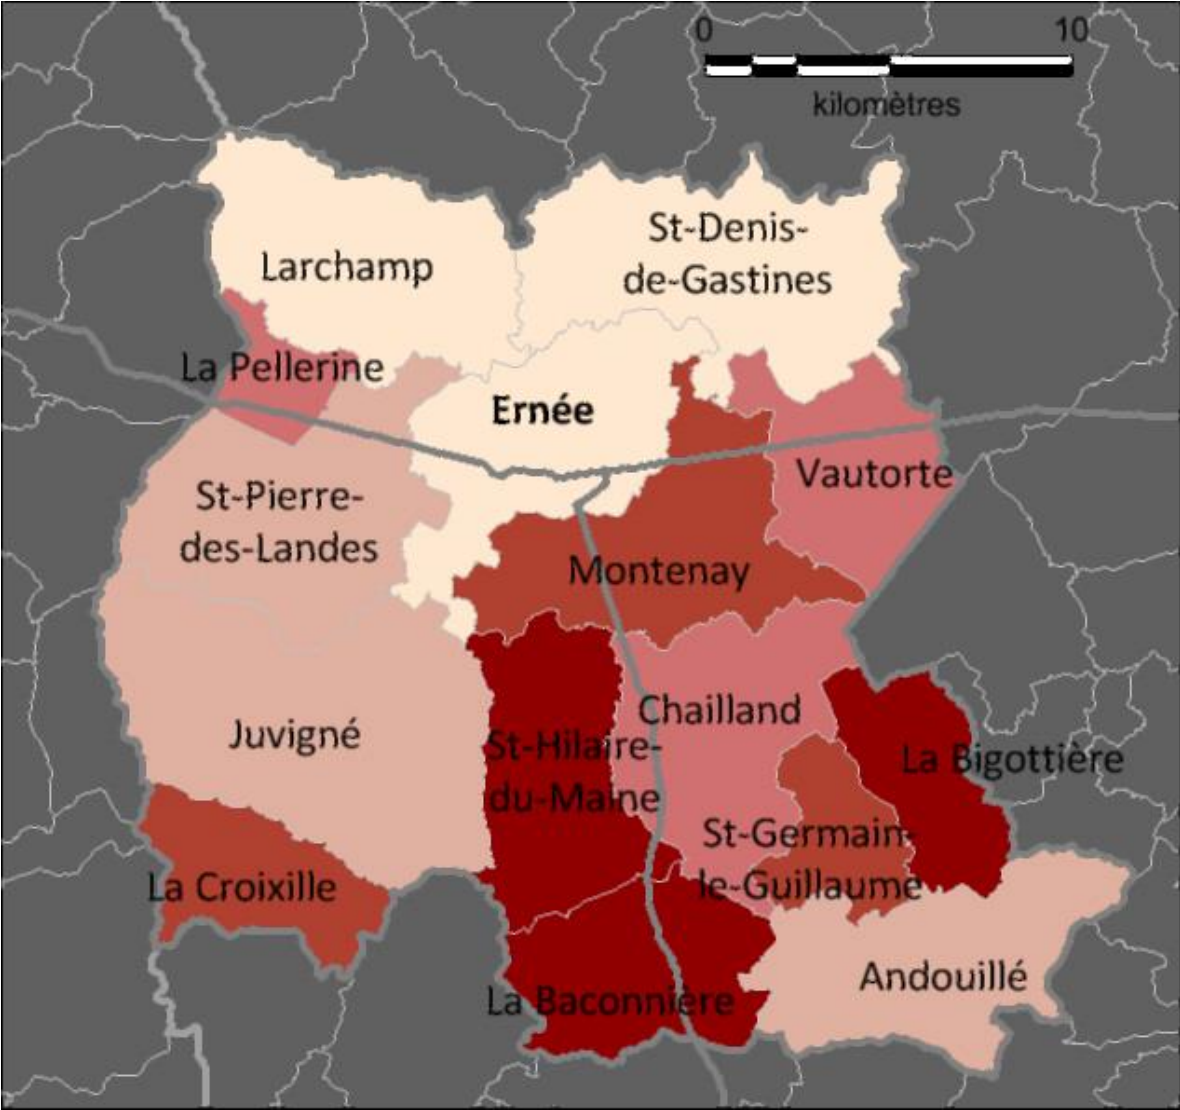 0 10
kilomètres
St-Denis-
de-Gastines
Larchamp
La Pellerine
Ernée
Vautorte
St-Pierre-
des-Landes
Montenay
Chailland
Juvigné
St-Hilaire-
du-Maine
La Bigottière
St-Germain-
le-Guillaume
La Croixille
Andouillé
La Baconnière